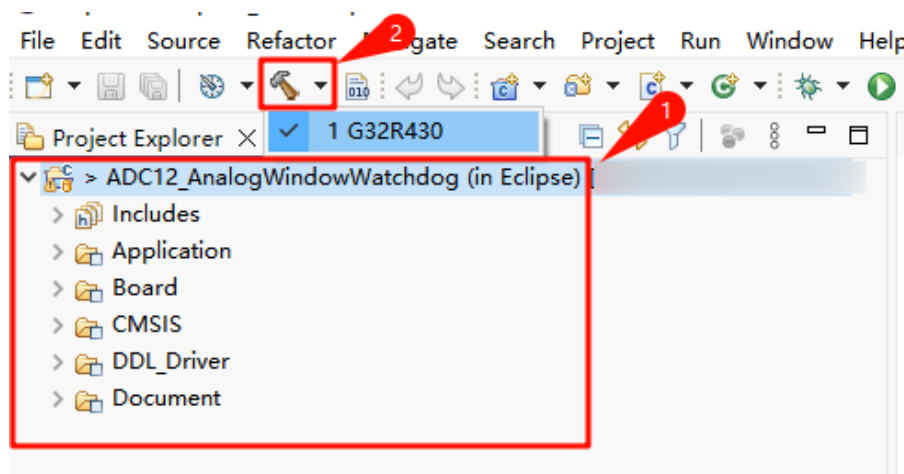 File Edit Source Refactor gate Search Project Run Window Help
2
010
Project Explorer
1 G32R430
1
> ADC12_AnalogWindowWatchdog (in Eclipse) [
Includes
Application
Board
CMSIS
DDL_Driver
Document